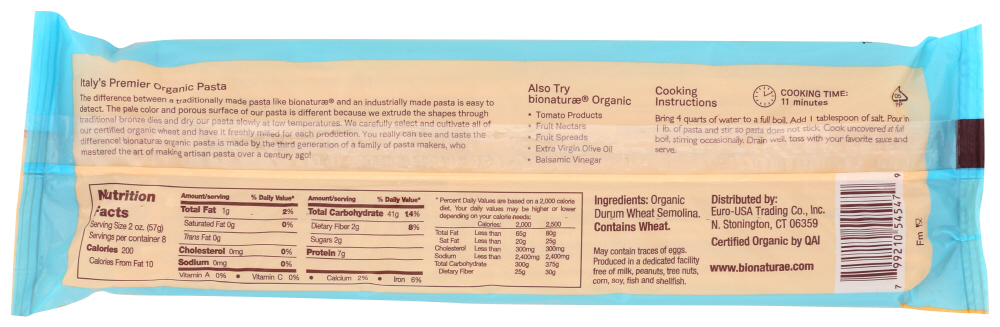 Italy's Premier Organic Pasta
The difference between a traditionally made pasta like bionaturæ® and an industrially made pasta is easy to
detect. The pale color and porous surface of our pasta is different because we extrude the shapes through
traditional bronze dies and dry our pasta slowly at low temperatures. We carefully select and cultivate all of
our certified organic wheat and have it freshly milled for each production. You really can see and taste the
difference! bionaturæ organic pasta is made by the third generation of a family of pasta makers, who
mastered the art of making artisan pasta over a century ago!
Also Try
bionaturæ® Organic
• Tomato Products
• Fruit Nectars
• Fruit Spreads
• Extra Virgin Olive Oil
• Balsamic Vinegar
Cooking
Instructions
COOKING TIME:
11 minutes
Bring 4 quarts of water to a full boil. Add 1 tablespoon of salt. Pour in
1 lb. of pasta and stir so pasta does not stick. Cook uncovered at full
boil, stirring occasionally. Drain well, toss with your favorite sauce and
serve.
Nutrition
Facts
Serving Size 2 oz. (57g)
Servings per container 8
Calories 200
Calories From Fat 10
Amount/serving % Daily Value*
Total Fat 1g 2%
Saturated Fat 0g 0%
Trans Fat 0g
Cholesterol 0mg 0%
Sodium 0mg 0%
Amount/serving % Daily Value*
Total Carbohydrate 41g 14%
Dietary Fiber 2g 8%
Sugars 2g
Protein 7g
Vitamin A 0% • Vitamin C 0% • Calcium 2% • Iron 6%
* Percent Daily Values are based on a 2,000 calorie
diet. Your daily values may be higher or lower
depending on your calorie needs:
Calories: 2,000 2,500
Total Fat Less than 65g 80g
Sat Fat Less than 20g 25g
Cholesterol Less than 300mg 300mg
Sodium Less than 2,400mg 2,400mg
Total Carbohydrate 300g 375g
Dietary Fiber 25g 30g
Ingredients: Organic
Durum Wheat Semolina.
Contains Wheat.
May contain traces of eggs.
Produced in a dedicated facility
free of milk, peanuts, tree nuts,
corn, soy, fish and shellfish.
Distributed by:
Euro-USA Trading Co., Inc.
N. Stonington, CT 06359
Certified Organic by QAI
www.bionaturae.com
7 99210 54547 9